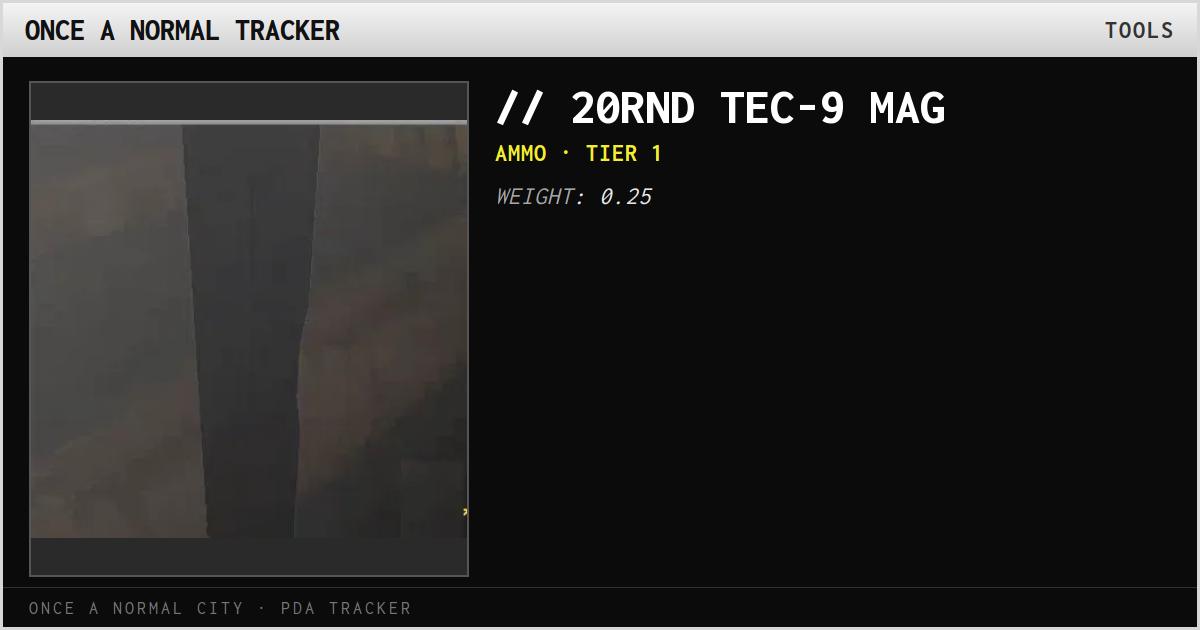 ONCE A NORMAL TRACKER
TOOLS
// 20RND TEC-9 MAG
AMMO · TIER 1
WEIGHT: 0.25
ONCE A NORMAL CITY · PDA TRACKER